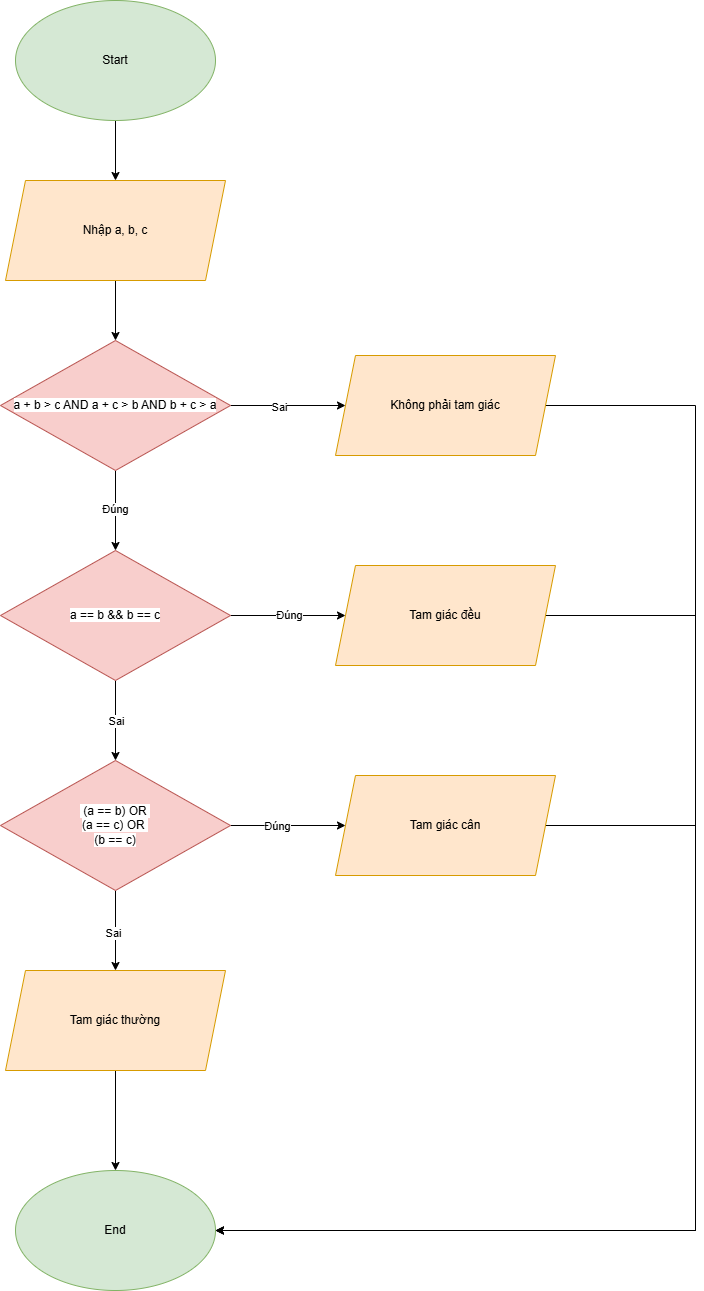 Start
Nhập a, b, c
a + b > c AND a + c > b AND b + c > a
Sai
Không phải tam giác
Đúng
a == b && b == c
Đúng
Tam giác đều
Sai
(a == b) OR
(a == c) OR
(b == c)
Đúng
Tam giác cân
Sai
Tam giác thường
End